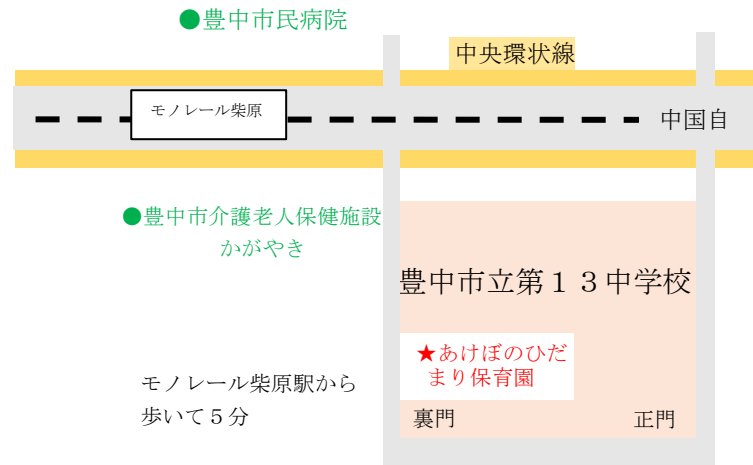 ●豊中市民病院
中央環状線
モノレール柴原
中国自
●豊中市介護老人保健施設
かがやき
豊中市立第１３中学校
★あけぼのひだ
まり保育園
モノレール柴原駅から
歩いて５分
裏門
正門